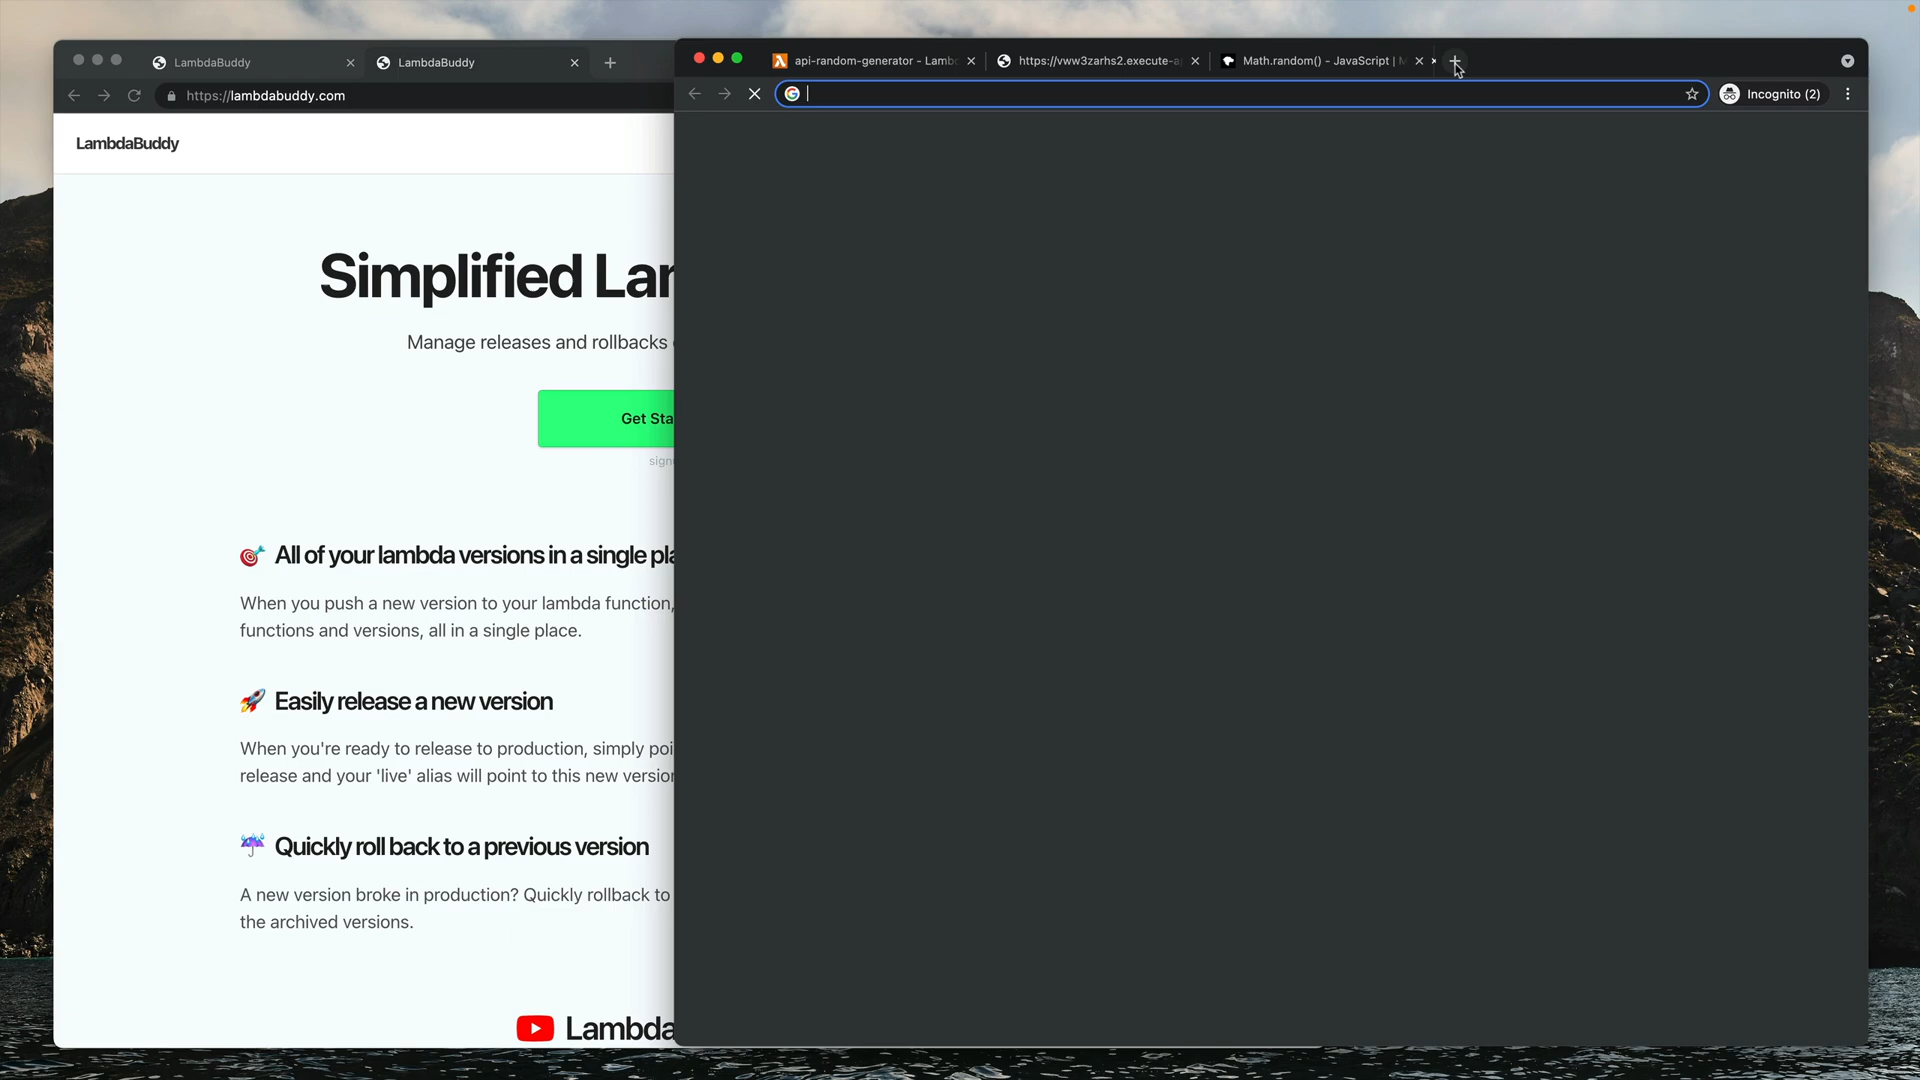 LambdaBuddy
LambdaBuddy
https://lambdabuddy.com
LambdaBuddy
Simplified Lar
Manage releases and rollbacks
Get Sta
sign
🎯 All of your lambda versions in a single pla
When you push a new version to your lambda function,
functions and versions, all in a single place.
🚀 Easily release a new version
When you're ready to release to production, simply poi
release and your 'live' alias will point to this new version
☔ Quickly roll back to a previous version
A new version broke in production? Quickly rollback to
the archived versions.
Lambda
api-random-generator - Lamb
https://vww3zarhs2.execute-a
Math.random() - JavaScript | M
Incognito (2)